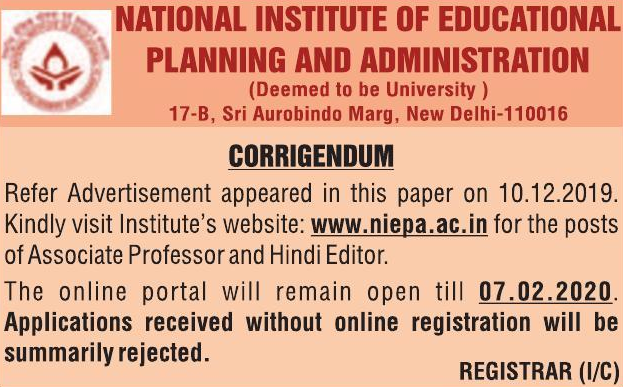 NATIONAL INSTITUTE OF EDUCATIONAL
PLANNING AND ADMINISTRATION
(Deemed to be University )
17-B, Sri Aurobindo Marg, New Delhi-110016
CORRIGENDUM
Refer Advertisement appeared in this paper on 10.12.2019.
Kindly visit Institute's website: www.niepa.ac.in for the posts
of Associate Professor and Hindi Editor.
The online portal will remain open till 07.02.2020.
Applications received without online registration will be
summarily rejected.
REGISTRAR (I/C)